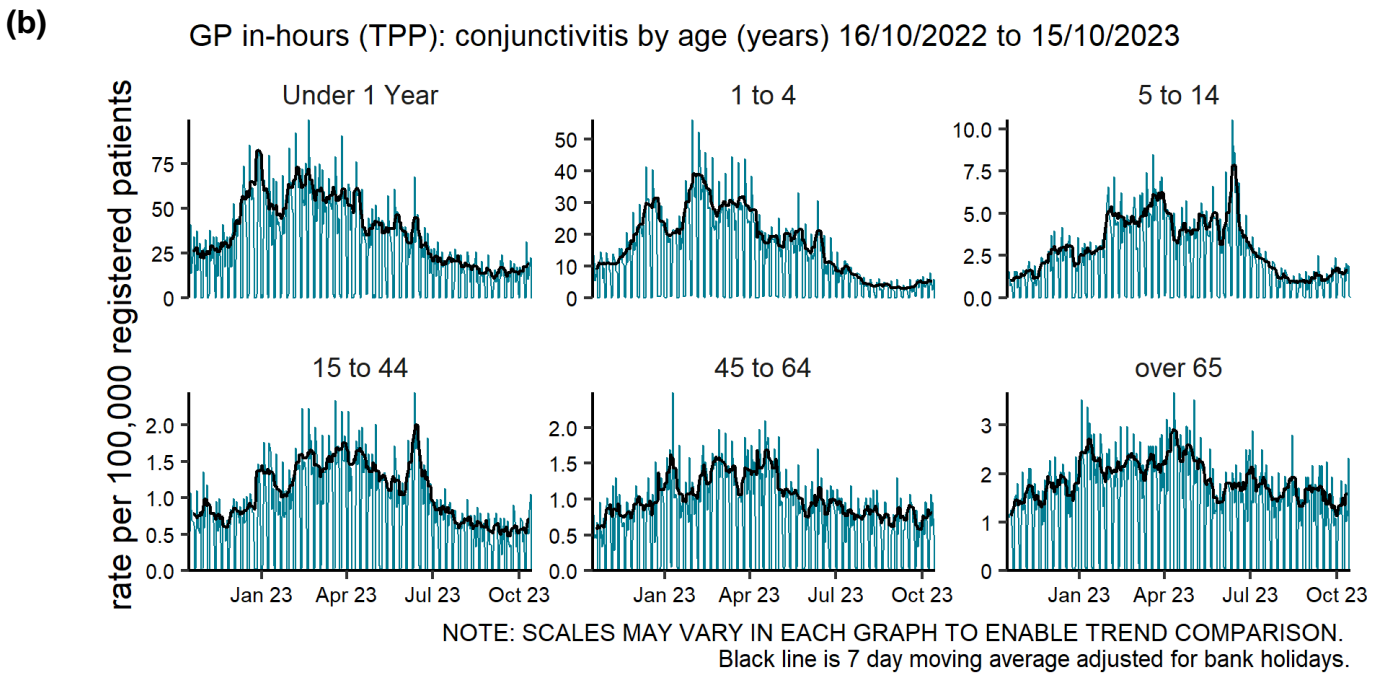 (b)
GP in-hours (TPP): conjunctivitis by age (years) 16/10/2022 to 15/10/2023
rate per 100,000 registered patients
Under 1 Year
75
50
25
0
1 to 4
50
40
30
20
10
0
5 to 14
10.0
7.5
5.0
2.5
0.0
15 to 44
2.0
1.5
1.0
0.5
0.0
Jan 23 Apr 23 Jul 23 Oct 23
45 to 64
2.0
1.5
1.0
0.5
0.0
Jan 23 Apr 23 Jul 23 Oct 23
over 65
3
2
1
0
Jan 23 Apr 23 Jul 23 Oct 23
NOTE: SCALES MAY VARY IN EACH GRAPH TO ENABLE TREND COMPARISON.
Black line is 7 day moving average adjusted for bank holidays.